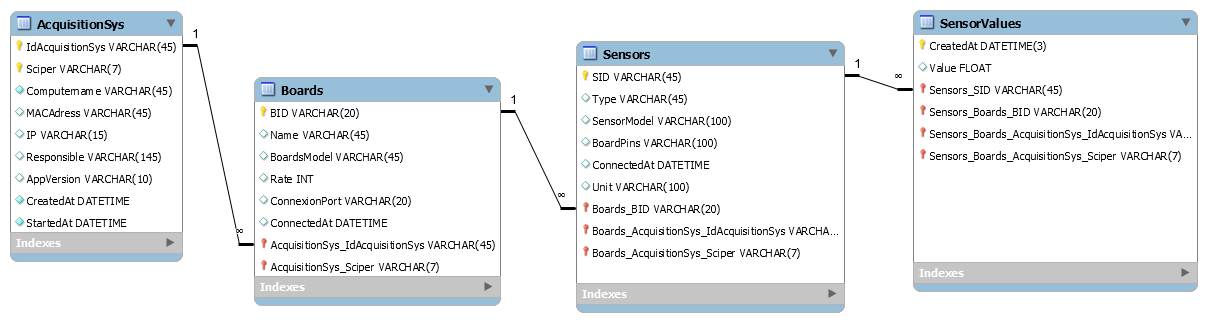 AcquisitionSys
IdAcquisitionSys VARCHAR(45)
Sciper VARCHAR(7)
Computername VARCHAR(45)
MACAdress VARCHAR(45)
IP VARCHAR(15)
Responsible VARCHAR(145)
AppVersion VARCHAR(10)
CreatedAt DATETIME
StartedAt DATETIME
Indexes
1
∞
Boards
BID VARCHAR(20)
Name VARCHAR(45)
BoardsModel VARCHAR(45)
Rate INT
ConnexionPort VARCHAR(20)
ConnectedAt DATETIME
AcquisitionSys_IdAcquisitionSys VARCHAR(45)
AcquisitionSys_Sciper VARCHAR(7)
Indexes
1
∞
Sensors
SID VARCHAR(45)
Type VARCHAR(45)
SensorModel VARCHAR(100)
BoardPins VARCHAR(100)
ConnectedAt DATETIME
Unit VARCHAR(100)
Boards_BID VARCHAR(20)
Boards_AcquisitionSys_IdAcquisitionSys VARCHA...
Boards_AcquisitionSys_Sciper VARCHAR(7)
Indexes
1
∞
SensorValues
CreatedAt DATETIME(3)
Value FLOAT
Sensors_SID VARCHAR(45)
Sensors_Boards_BID VARCHAR(20)
Sensors_Boards_AcquisitionSys_IdAcquisitionSys VA...
Sensors_Boards_AcquisitionSys_Sciper VARCHAR(7)
Indexes